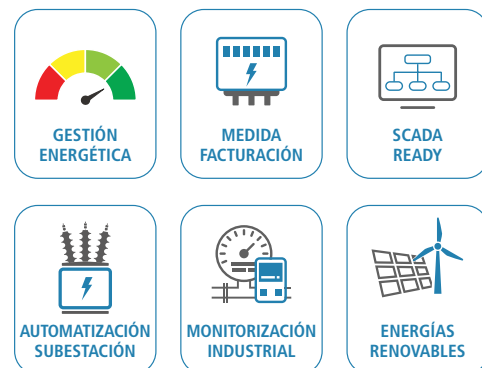 GESTIÓN
ENERGÉTICA
MEDIDA
FACTURACIÓN
SCADA
READY
AUTOMATIZACIÓN
SUBESTACIÓN
MONITORIZACIÓN
INDUSTRIAL
ENERGÍAS
RENOVABLES